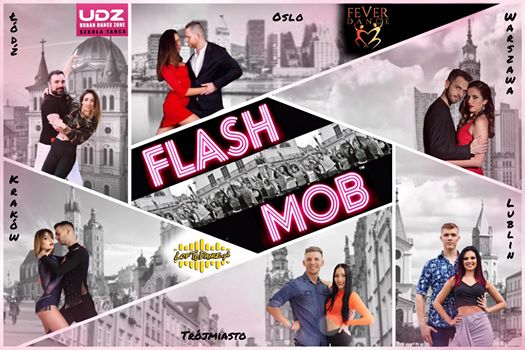 ŁÓDŹ
UDZ
URBAN DANCE ZONE
SZKOŁA TAŃCA
OSLO
FEVER
DANCE
WARSZAWA
FLASH
MOB
KRAKÓW
LUBLIN
TRÓJMIASTO